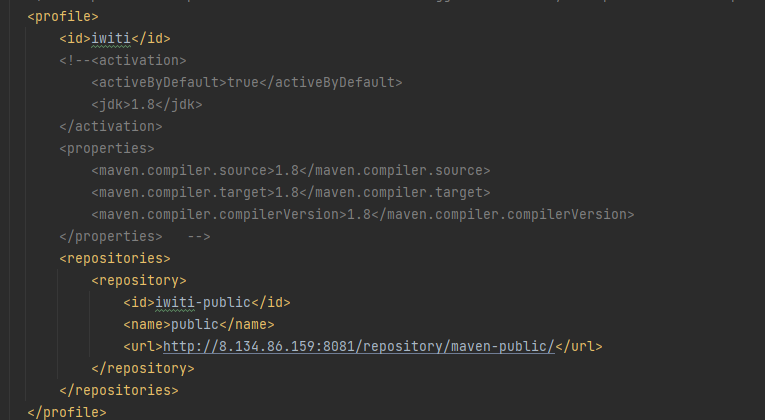 <profile>
<id>iwiti</id>
<!--<activation>
<activeByDefault>true</activeByDefault>
<jdk>1.8</jdk>
</activation>
<properties>
<maven.compiler.source>1.8</maven.compiler.source>
<maven.compiler.target>1.8</maven.compiler.target>
<maven.compiler.compilerVersion>1.8</maven.compiler.compilerVersion>
</properties>   -->
<repositories>
<repository>
<id>iwiti-public</id>
<name>public</name>
<url>http://8.134.86.159:8081/repository/maven-public/</url>
</repository>
</repositories>
</profile>